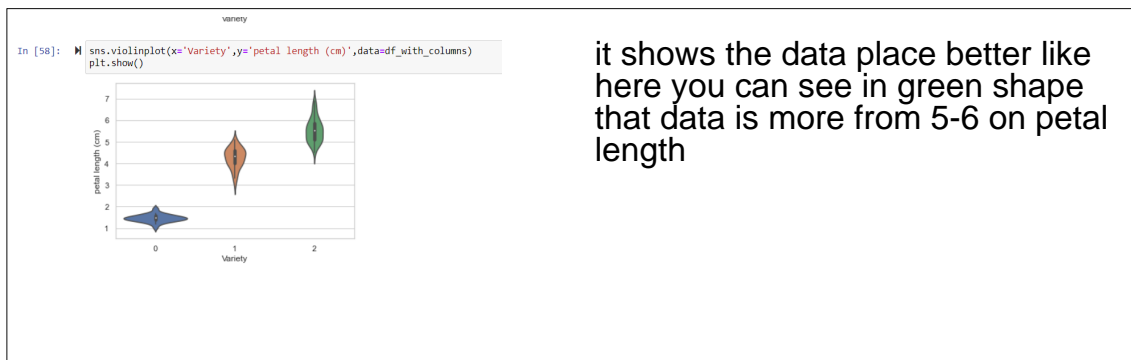 Variety
In [58]: sns.violinplot(x='Variety',y='petal length (cm)',data=df_with_columns)
plt.show()
7
6
5
4
3
2
1
petal length (cm)
0 1 2
Variety
it shows the data place better like
here you can see in green shape
that data is more from 5-6 on petal
length